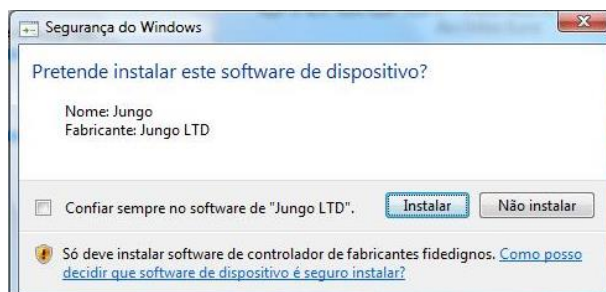 Segurança do Windows
Pretende instalar este software de dispositivo?
Nome: Jungo
Fabricante: Jungo LTD
Confiar sempre no software de "Jungo LTD".
Instalar
Não instalar
Só deve instalar software de controlador de fabricantes fidedignos. Como posso
decidir que software de dispositivo é seguro instalar?